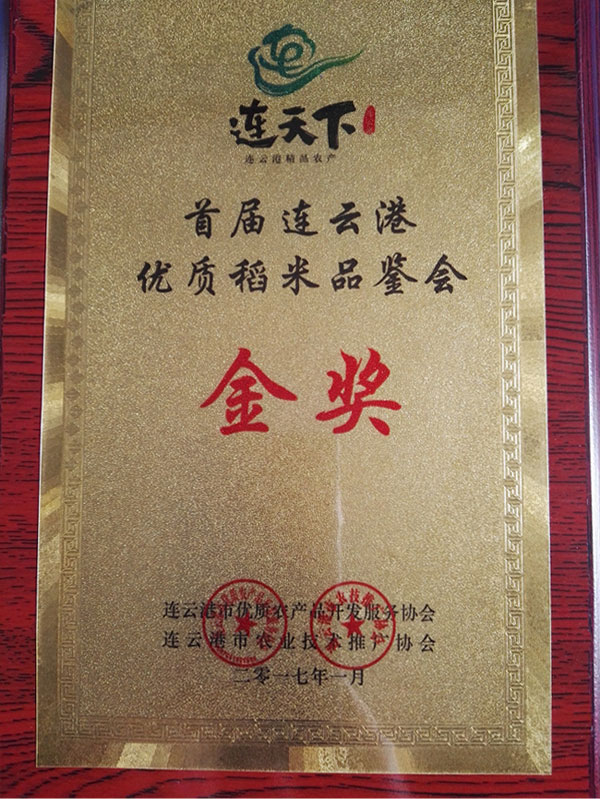 连天下
连云港精品农产
首届连云港
优质稻米品鉴会
金奖
连云港市优质农产品开发服务协会
连云港市农业技术推广协会
二零一七年一月